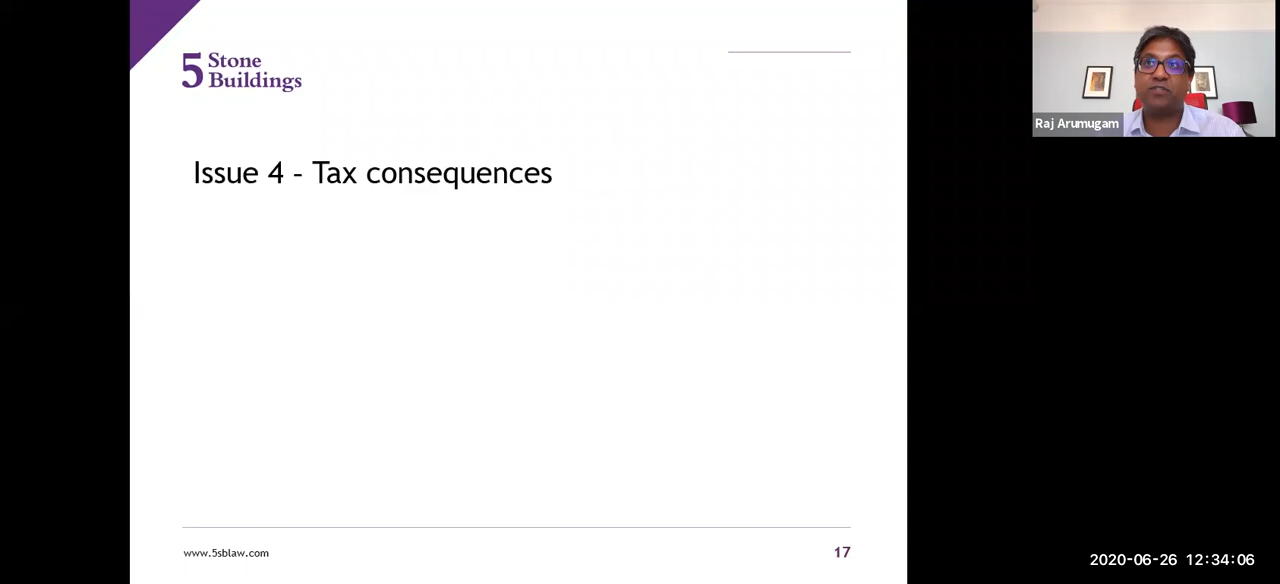 5 Stone
Buildings
Raj Arumugam
Issue 4 - Tax consequences
www.5sblaw.com
17
2020-06-26 12:34:06